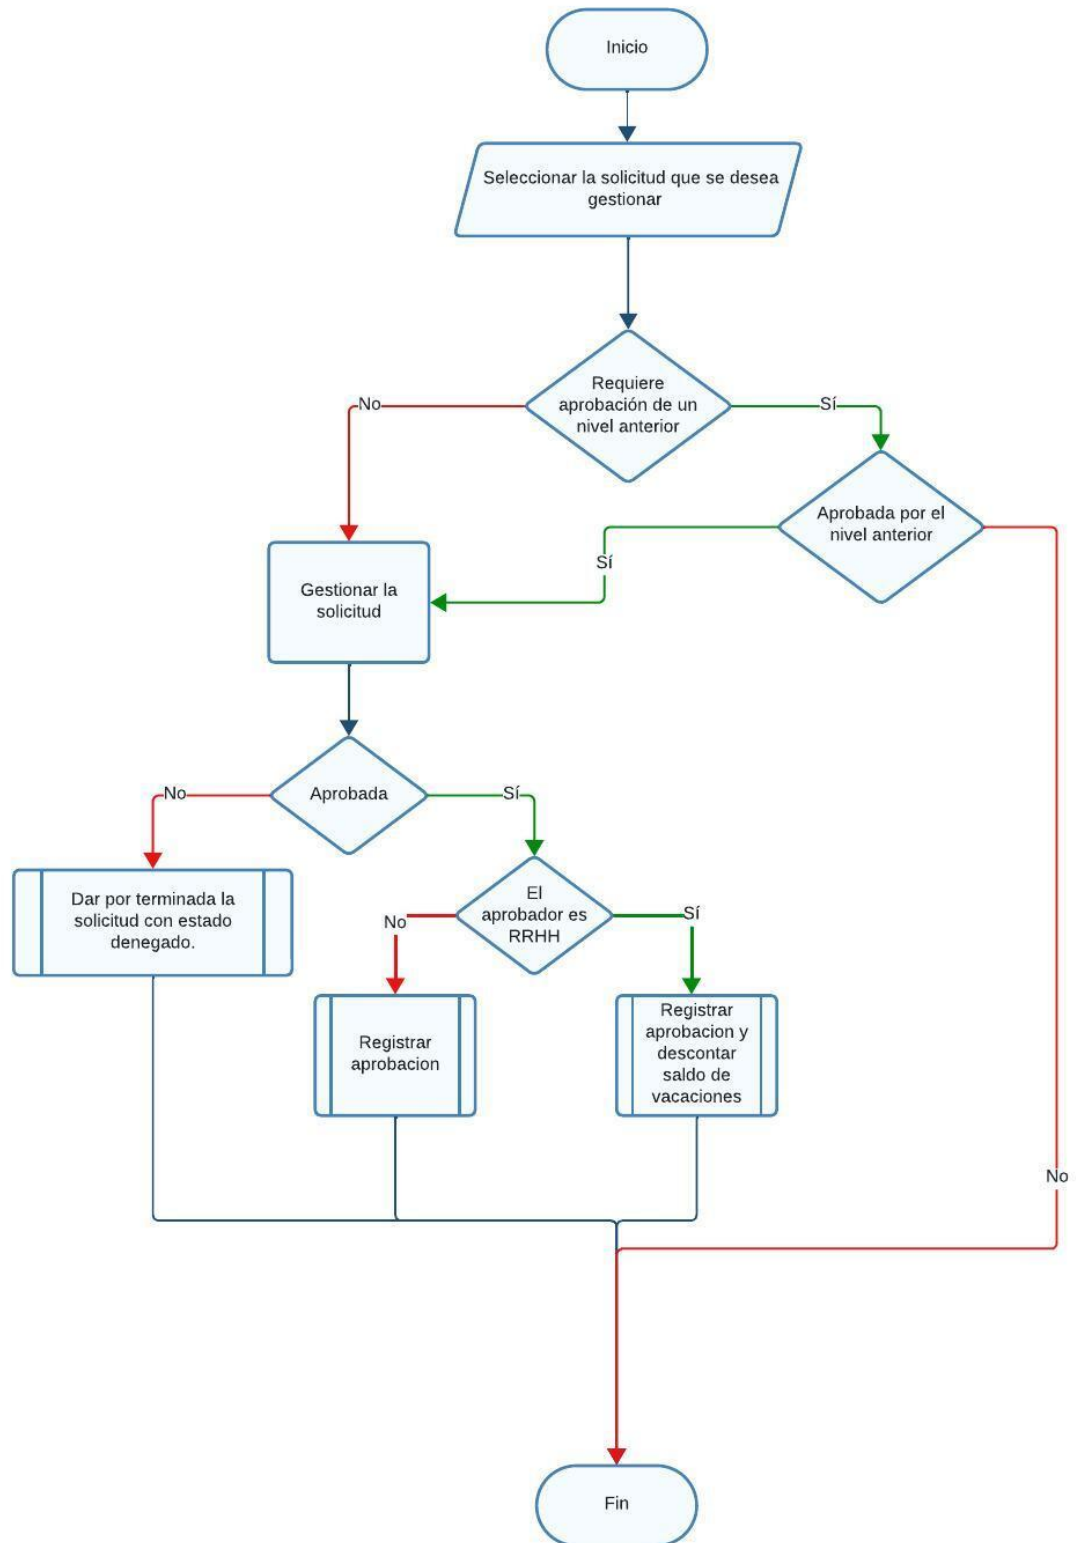 Inicio
Seleccionar la solicitud que se desea
gestionar
Requiere
aprobación de un
nivel anterior
No
Sí
Aprobada por el
nivel anterior
Sí
Gestionar la
solicitud
Aprobada
No
Sí
Dar por terminada la
solicitud con estado
denegado.
El
aprobador es
RRHH
No
Sí
Registrar
aprobacion
Registrar
aprobacion y
descontar
saldo de
vacaciones
No
Fin